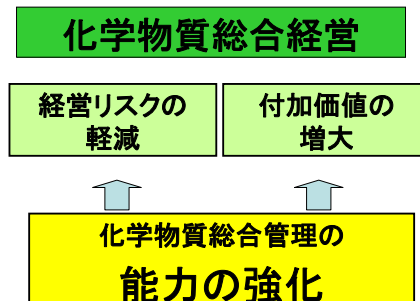 化学物質総合経営
経営リスクの
軽減
付加価値の
増大
化学物質総合管理の
能力の強化